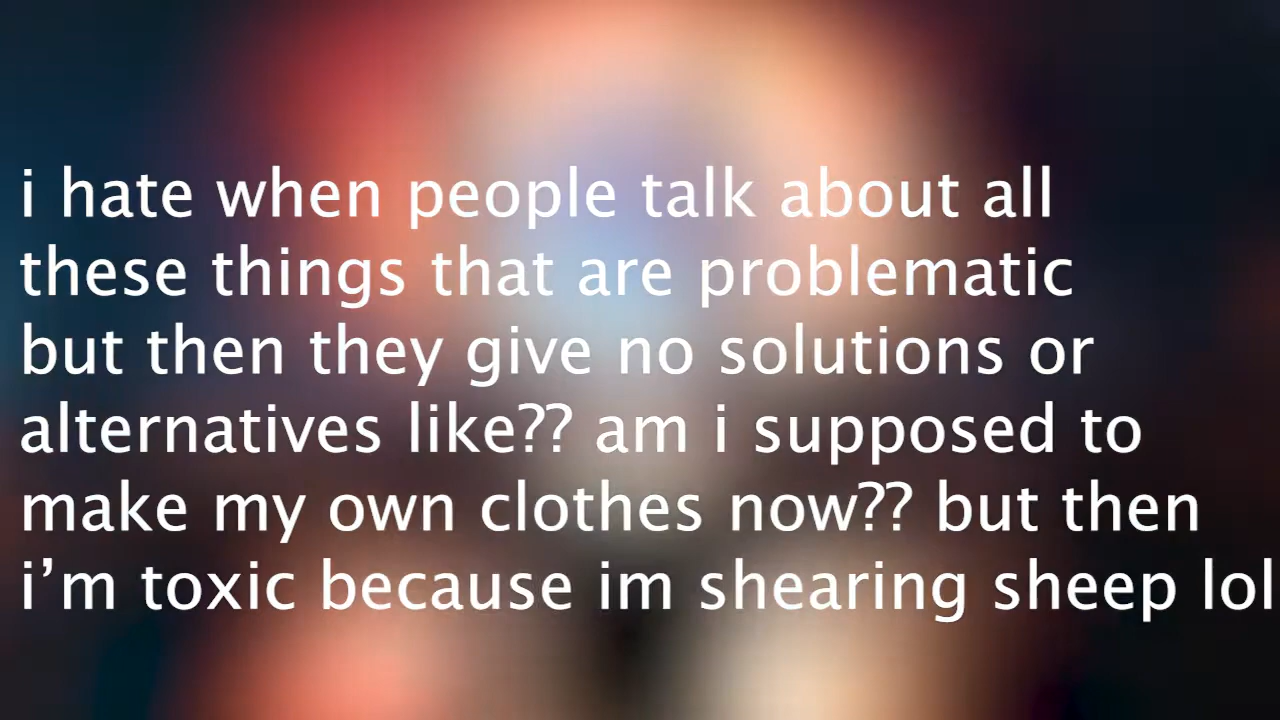 i hate when people talk about all
these things that are problematic
but then they give no solutions or
alternatives like?? am i supposed to
make my own clothes now?? but then
i’m toxic because im shearing sheep lol